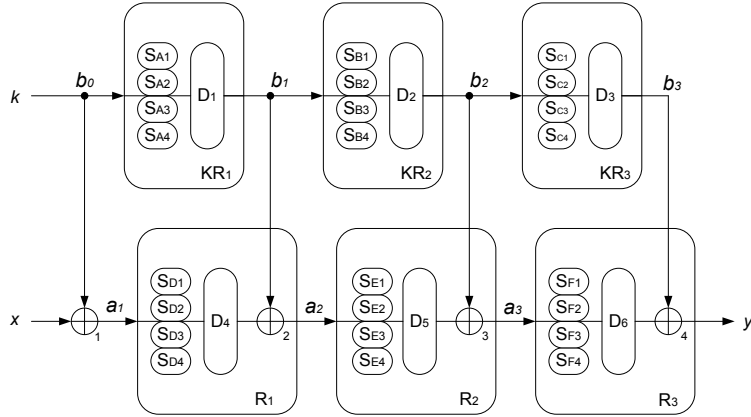 SA1 SB1 SC1
k b0 SA2 D1 b1 SB2 D2 b2 SC2 D3 b3
SA3 SB3 SC3
SA4 SB4 SC4
KR1 KR2 KR3
SD1 SE1 SF1
x 1 a1 SD2 D4 2 a2 SE2 D5 3 a3 SF2 D6 4 y
SD3 SE3 SF3
SD4 SE4 SF4
R1 R2 R3